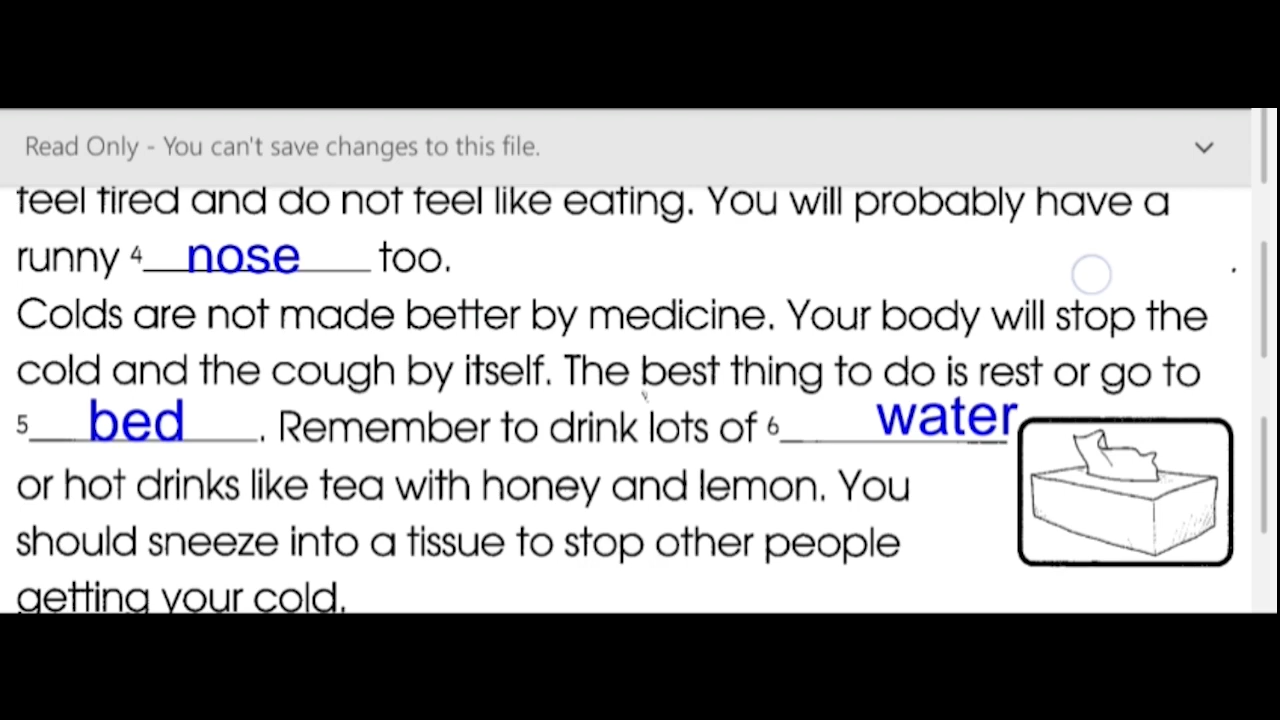 Read Only - You can't save changes to this file.
feel tired and do not feel like eating. You will probably have a
runny 4 nose too.
Colds are not made better by medicine. Your body will stop the
cold and the cough by itself. The best thing to do is rest or go to
5 bed. Remember to drink lots of 6 water
or hot drinks like tea with honey and lemon. You
should sneeze into a tissue to stop other people
getting your cold.